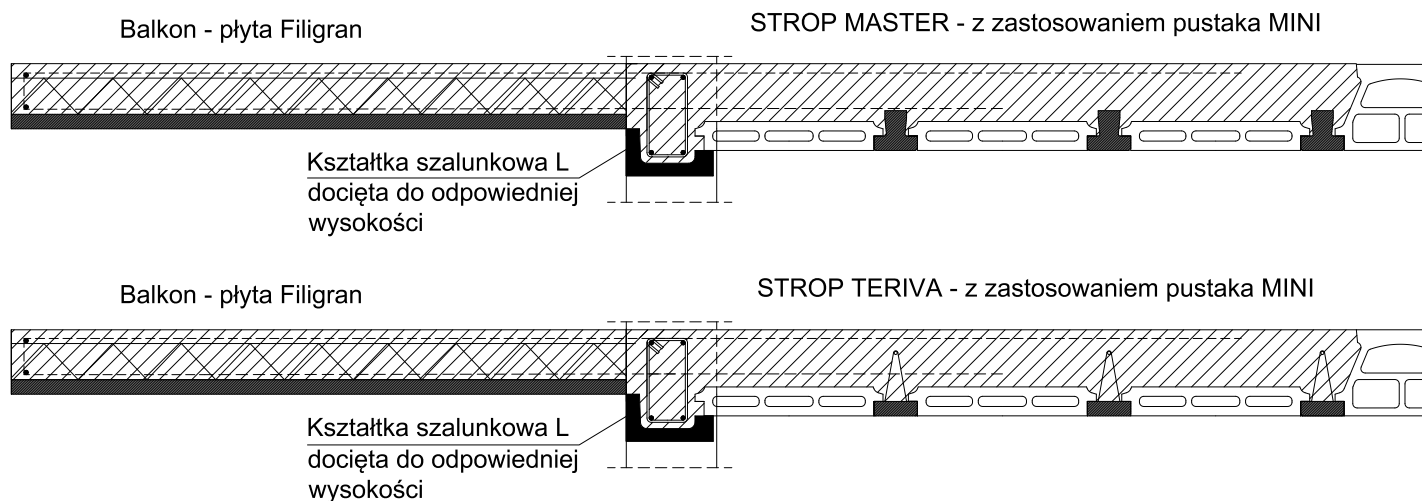 Balkon - płyta Filigran
STROP MASTER - z zastosowaniem pustaka MINI
Kształtka szalunkowa L
docięta do odpowiedniej
wysokości
Balkon - płyta Filigran
STROP TERIVA - z zastosowaniem pustaka MINI
Kształtka szalunkowa L
docięta do odpowiedniej
wysokości